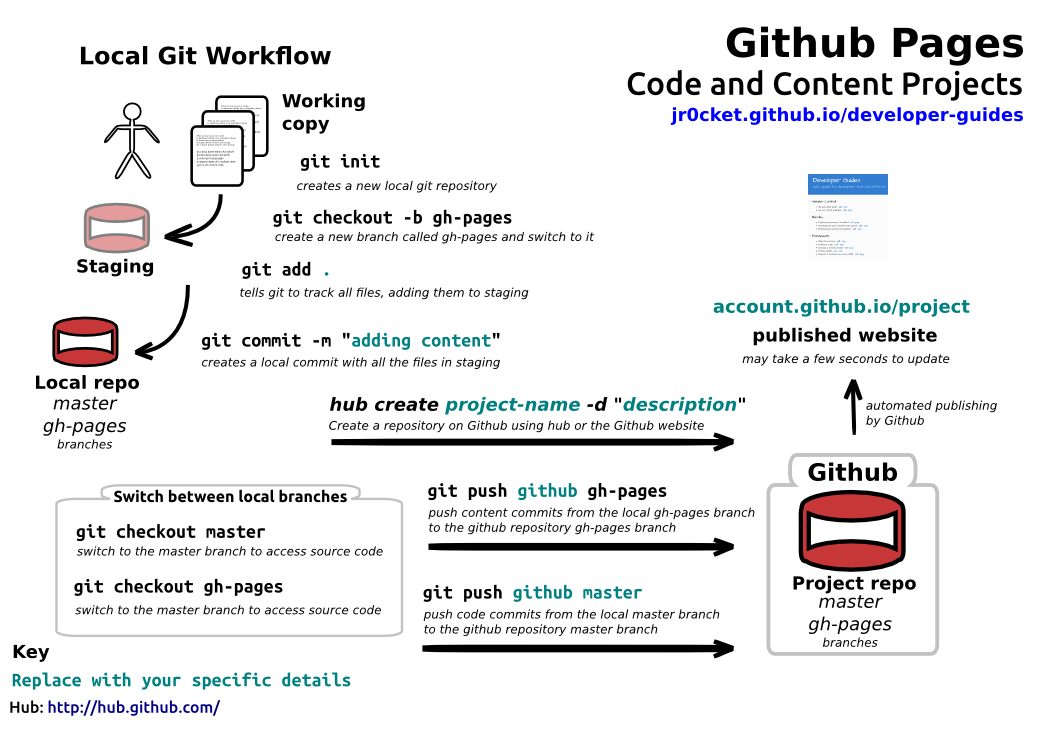 Local Git Workflow
Github Pages
Code and Content Projects
jr0cket.github.io/developer-guides
Working
copy
git init
creates a new local git repository
git checkout -b gh-pages
create a new branch called gh-pages and switch to it
Staging
git add .
tells git to track all files, adding them to staging
git commit -m "adding content"
creates a local commit with all the files in staging
Local repo
master
gh-pages
branches
Developer Guides
account.github.io/project
published website
may take a few seconds to update
hub create project-name -d "description"
Create a repository on Github using hub or the Github website
automated publishing
by Github
Switch between local branches
git checkout master
switch to the master branch to access source code
git checkout gh-pages
switch to the master branch to access source code
git push github gh-pages
push content commits from the local gh-pages branch
to the github repository gh-pages branch
git push github master
push code commits from the local master branch
to the github repository master branch
Github
Project repo
master
gh-pages
branches
Key
Replace with your specific details
Hub: http://hub.github.com/